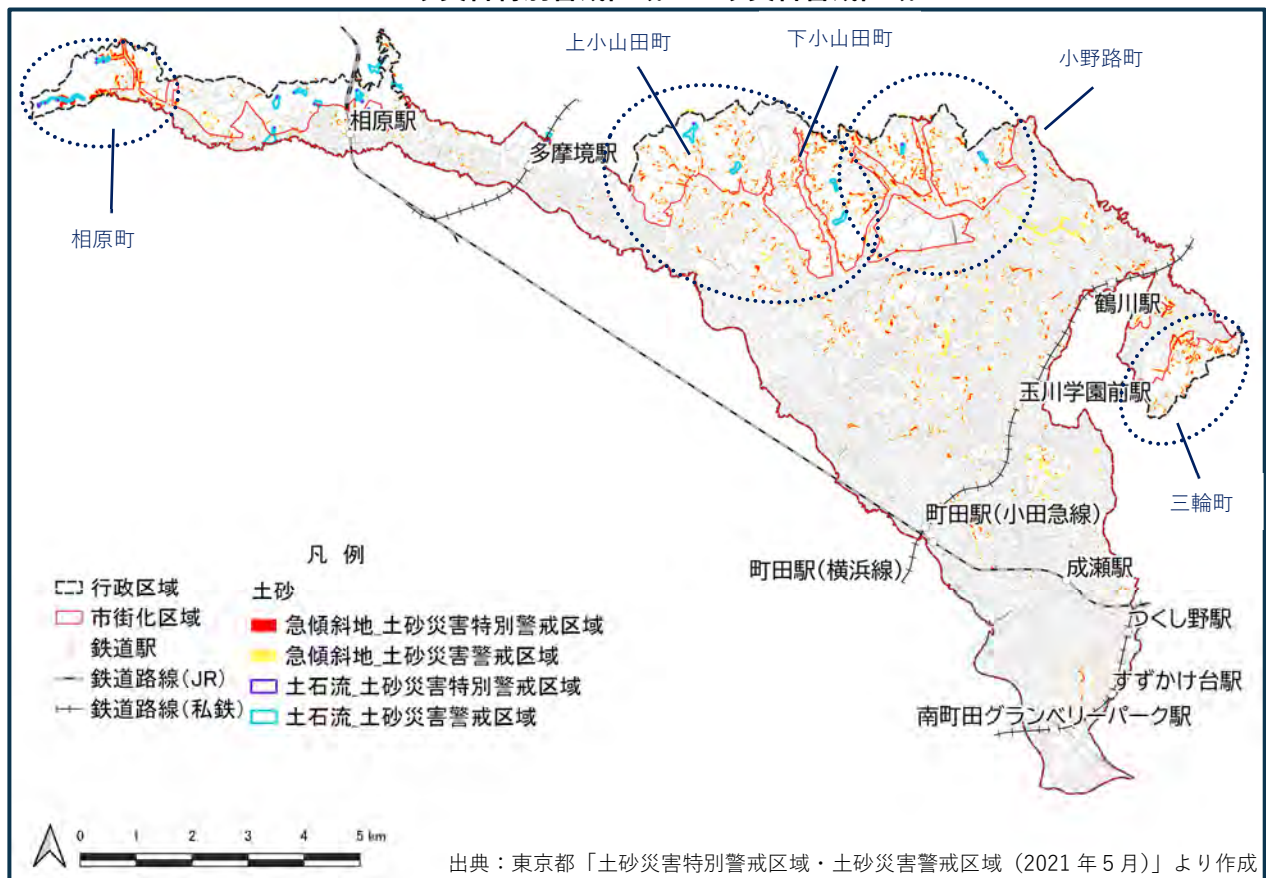 上小山田町
下小山田町
小野路町
相原駅
多摩境駅
相原町
鶴川駅
玉川学園前駅
三輪町
町田駅(小田急線)
町田駅(横浜線)
成瀬駅
つくし野駅
すずかけ台駅
南町田グランベリーパーク駅
凡 例
行政区域
市街化区域
鉄道駅
鉄道路線(JR)
鉄道路線(私鉄)
土砂
急傾斜地_土砂災害特別警戒区域
急傾斜地_土砂災害警戒区域
土石流_土砂災害特別警戒区域
土石流_土砂災害警戒区域
0 1 2 3 4 5 km
出典：東京都「土砂災害特別警戒区域・土砂災害警戒区域（2021 年 5 月）」より作成